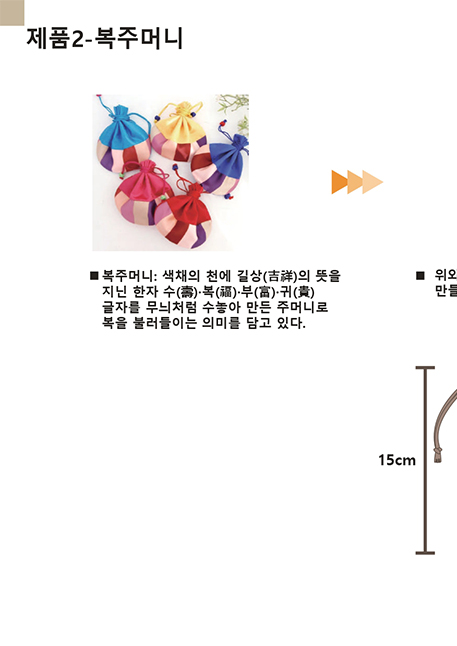 제품2-복주머니
■ 복주머니: 색채의 천에 길상(吉祥)의 뜻을
지닌 한자 수(壽)·복(福)·부(富)·귀(貴)
글자를 무늬처럼 수놓아 만든 주머니로
복을 불러들이는 의미를 담고 있다.
■ 위와
만들
15cm